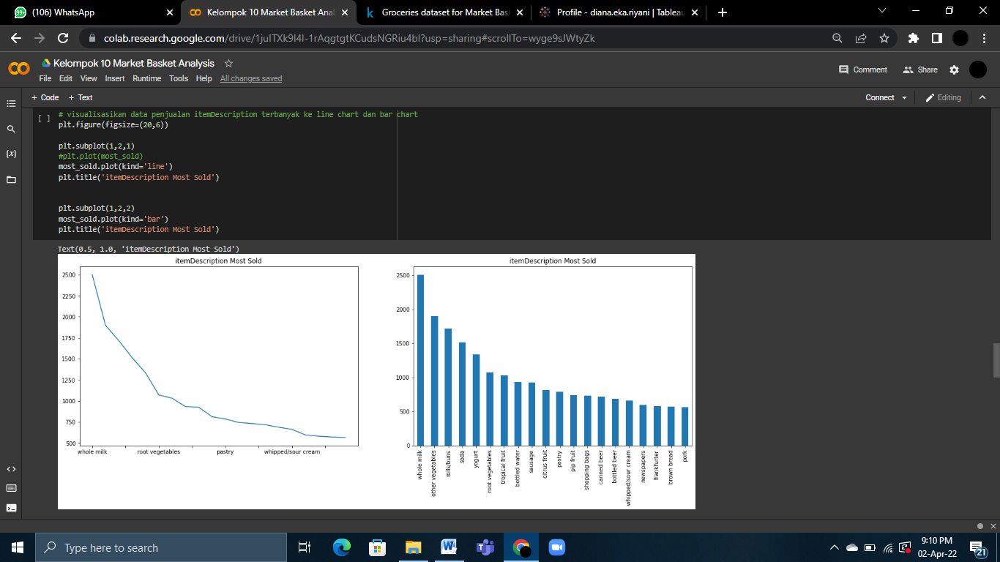 99+ (106) WhatsApp
Kelompok 10 Market Basket Anal
Groceries dataset for Market Bas
Profile - diana.eka.riyani | Tableau
colab.research.google.com/drive/1juITXk9l4l-1rAqgtgtKCudsNGRiu4bl?usp=sharing#scrollTo=wyge9sJWtyZk
Kelompok 10 Market Basket Analysis
File Edit View Insert Runtime Tools Help All changes saved
Comment Share
+ Code + Text
Connect Editing
[ ] # visualisasikan data penjualan itemDescription terbanyak ke line chart dan bar chart
plt.figure(figsize=(20,6))
plt.subplot(1,2,1)
#plt.plot(most_sold)
most_sold.plot(kind='line')
plt.title('itemDescription Most Sold')
plt.subplot(1,2,2)
most_sold.plot(kind='bar')
plt.title('itemDescription Most Sold')
Text(0.5, 1.0, 'itemDescription Most Sold')
itemDescription Most Sold
2500
2250
2000
1750
1500
1250
1000
750
500
whole milk root vegetables pastry whipped/sour cream
itemDescription Most Sold
2500
2000
1500
1000
500
0
whole milk
other vegetables
rolls/buns
soda
yogurt
root vegetables
tropical fruit
bottled water
sausage
citrus fruit
pastry
pip fruit
shopping bags
canned beer
bottled beer
whipped/sour cream
newspapers
frankfurter
brown bread
pork
Type here to search
9:10 PM
02-Apr-22
21